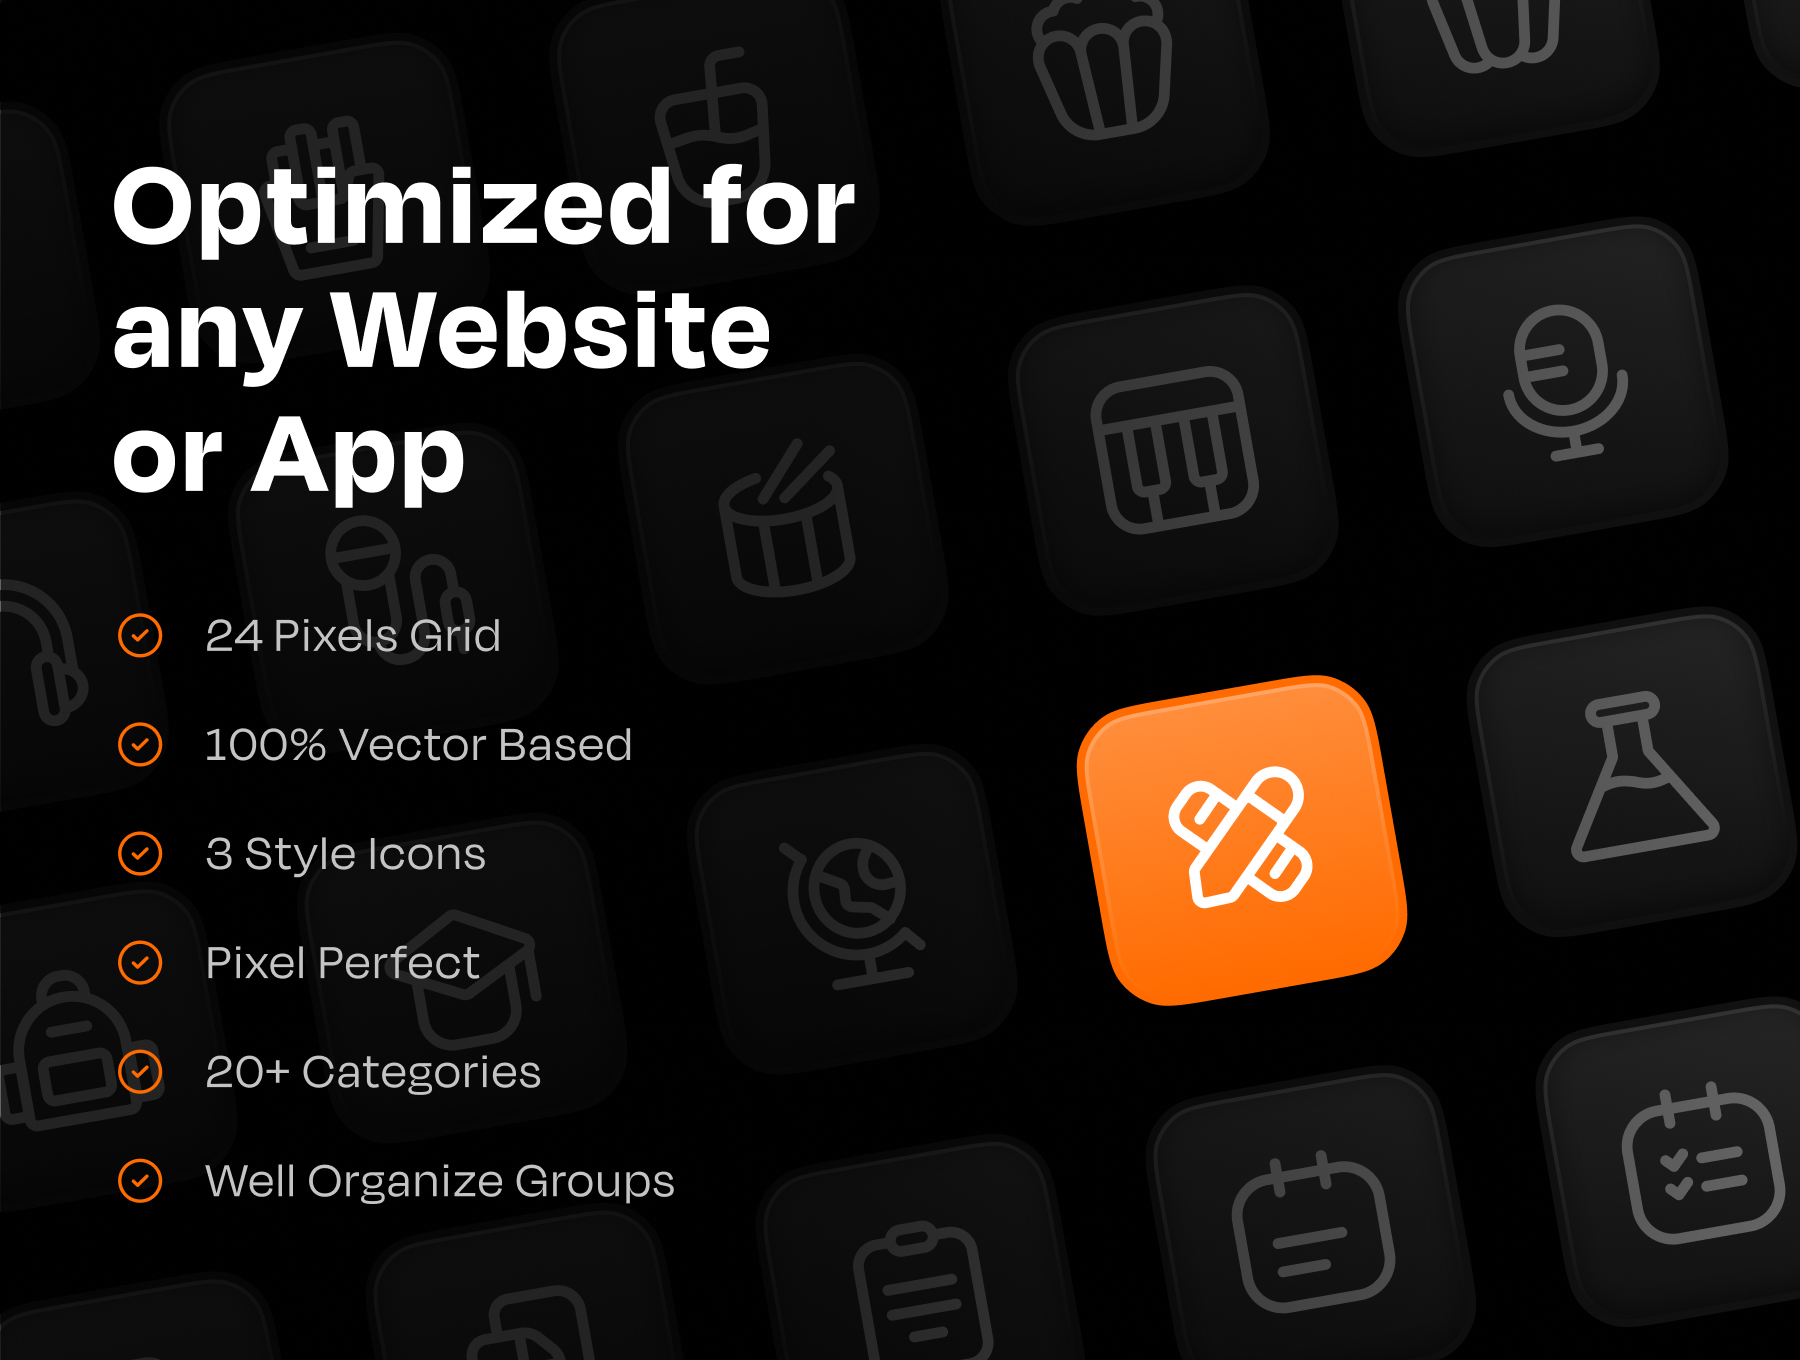 Optimized for
any Website
or App
24 Pixels Grid
100% Vector Based
3 Style Icons
Pixel Perfect
20+ Categories
Well Organize Groups